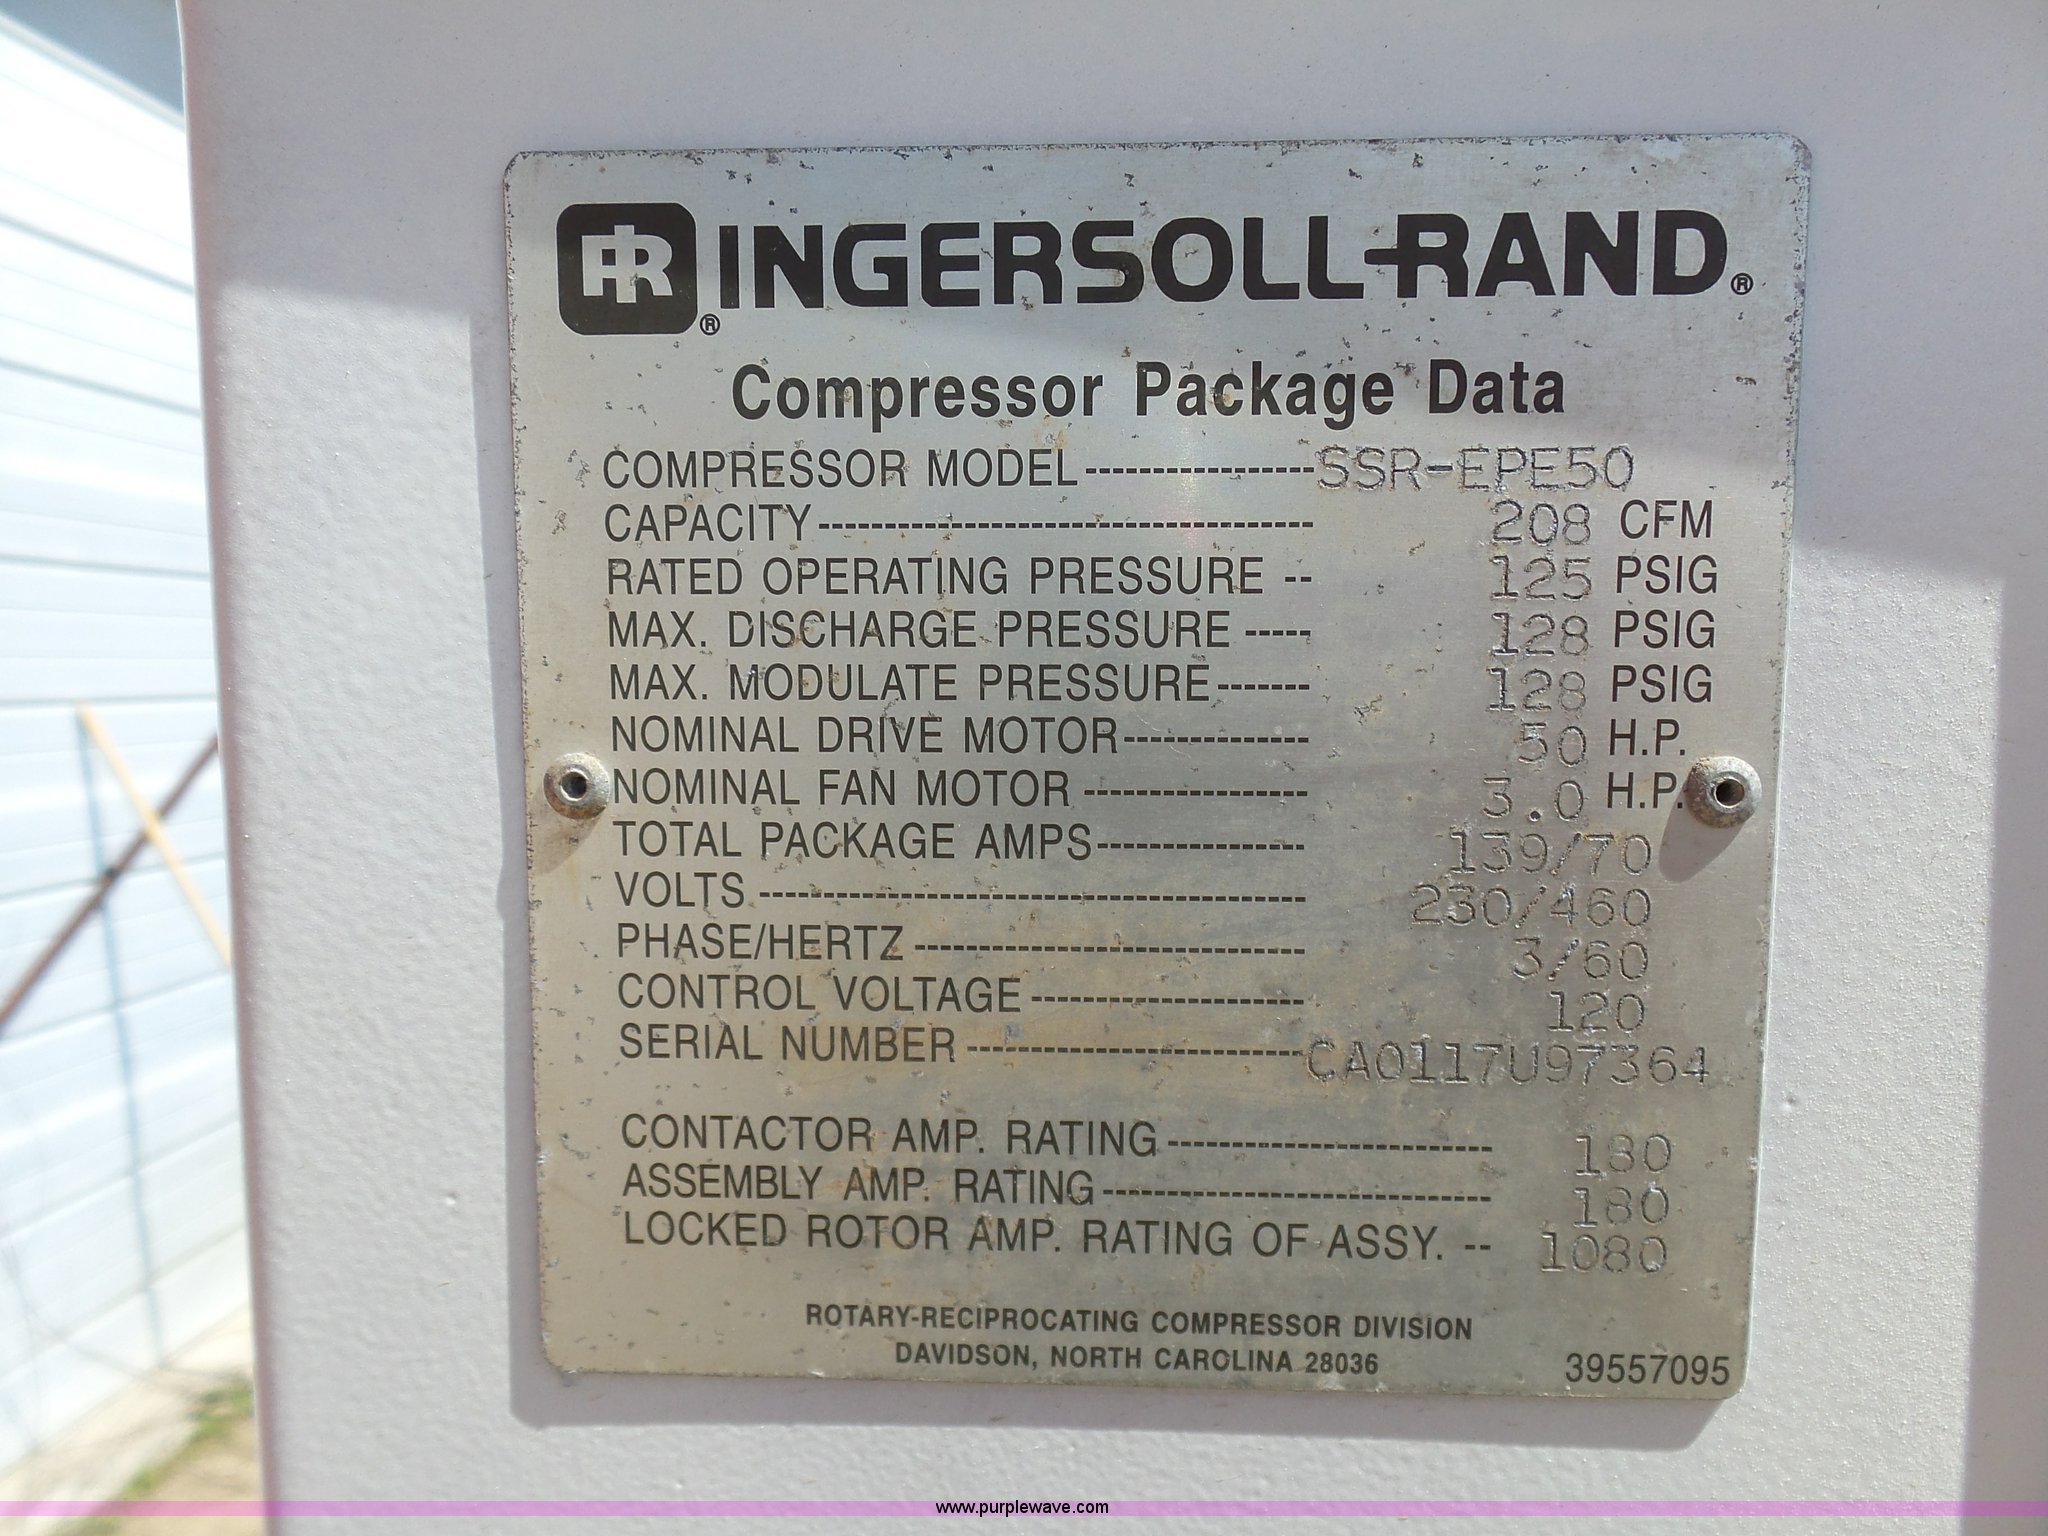 IR® INGERSOLL-RAND®
Compressor Package Data
COMPRESSOR MODEL-----------------SSR-EPE50
CAPACITY-------------------------------------- 208 CFM
RATED OPERATING PRESSURE -- 125 PSIG
MAX. DISCHARGE PRESSURE ----- 128 PSIG
MAX. MODULATE PRESSURE------- 128 PSIG
NOMINAL DRIVE MOTOR-------------- 50 H.P.
NOMINAL FAN MOTOR ----------------- 3.0 H.P.
TOTAL PACKAGE AMPS---------------- 139/70
VOLTS ------------------------------------------ 230/460
PHASE/HERTZ ------------------------------ 3/60
CONTROL VOLTAGE --------------------- 120
SERIAL NUMBER --------------------------CA0117U97364
CONTACTOR AMP. RATING------------------------- 180
ASSEMBLY AMP. RATING------------------------------ 180
LOCKED ROTOR AMP. RATING OF ASSY. -- 1080
ROTARY-RECIPROCATING COMPRESSOR DIVISION
DAVIDSON, NORTH CAROLINA 28036
39557095
www.purplewave.com